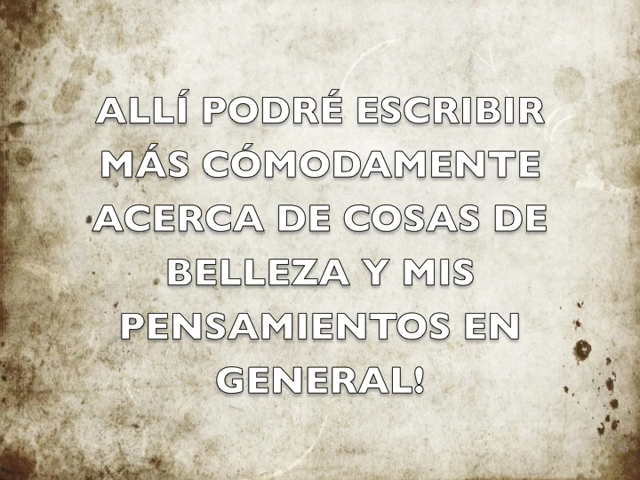 ALLÍ PODRÉ ESCRIBIR
MÁS CÓMODAMENTE
ACERCA DE COSAS DE
BELLEZA Y MIS
PENSAMIENTOS EN
GENERAL!